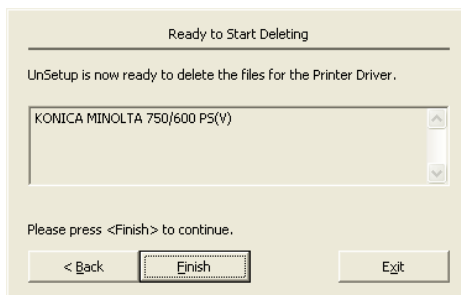 Ready to Start Deleting
UnSetup is now ready to delete the files for the Printer Driver.
KONICA MINOLTA 750/600 PS(V)
Please press <Finish> to continue.
< Back
Finish
Exit